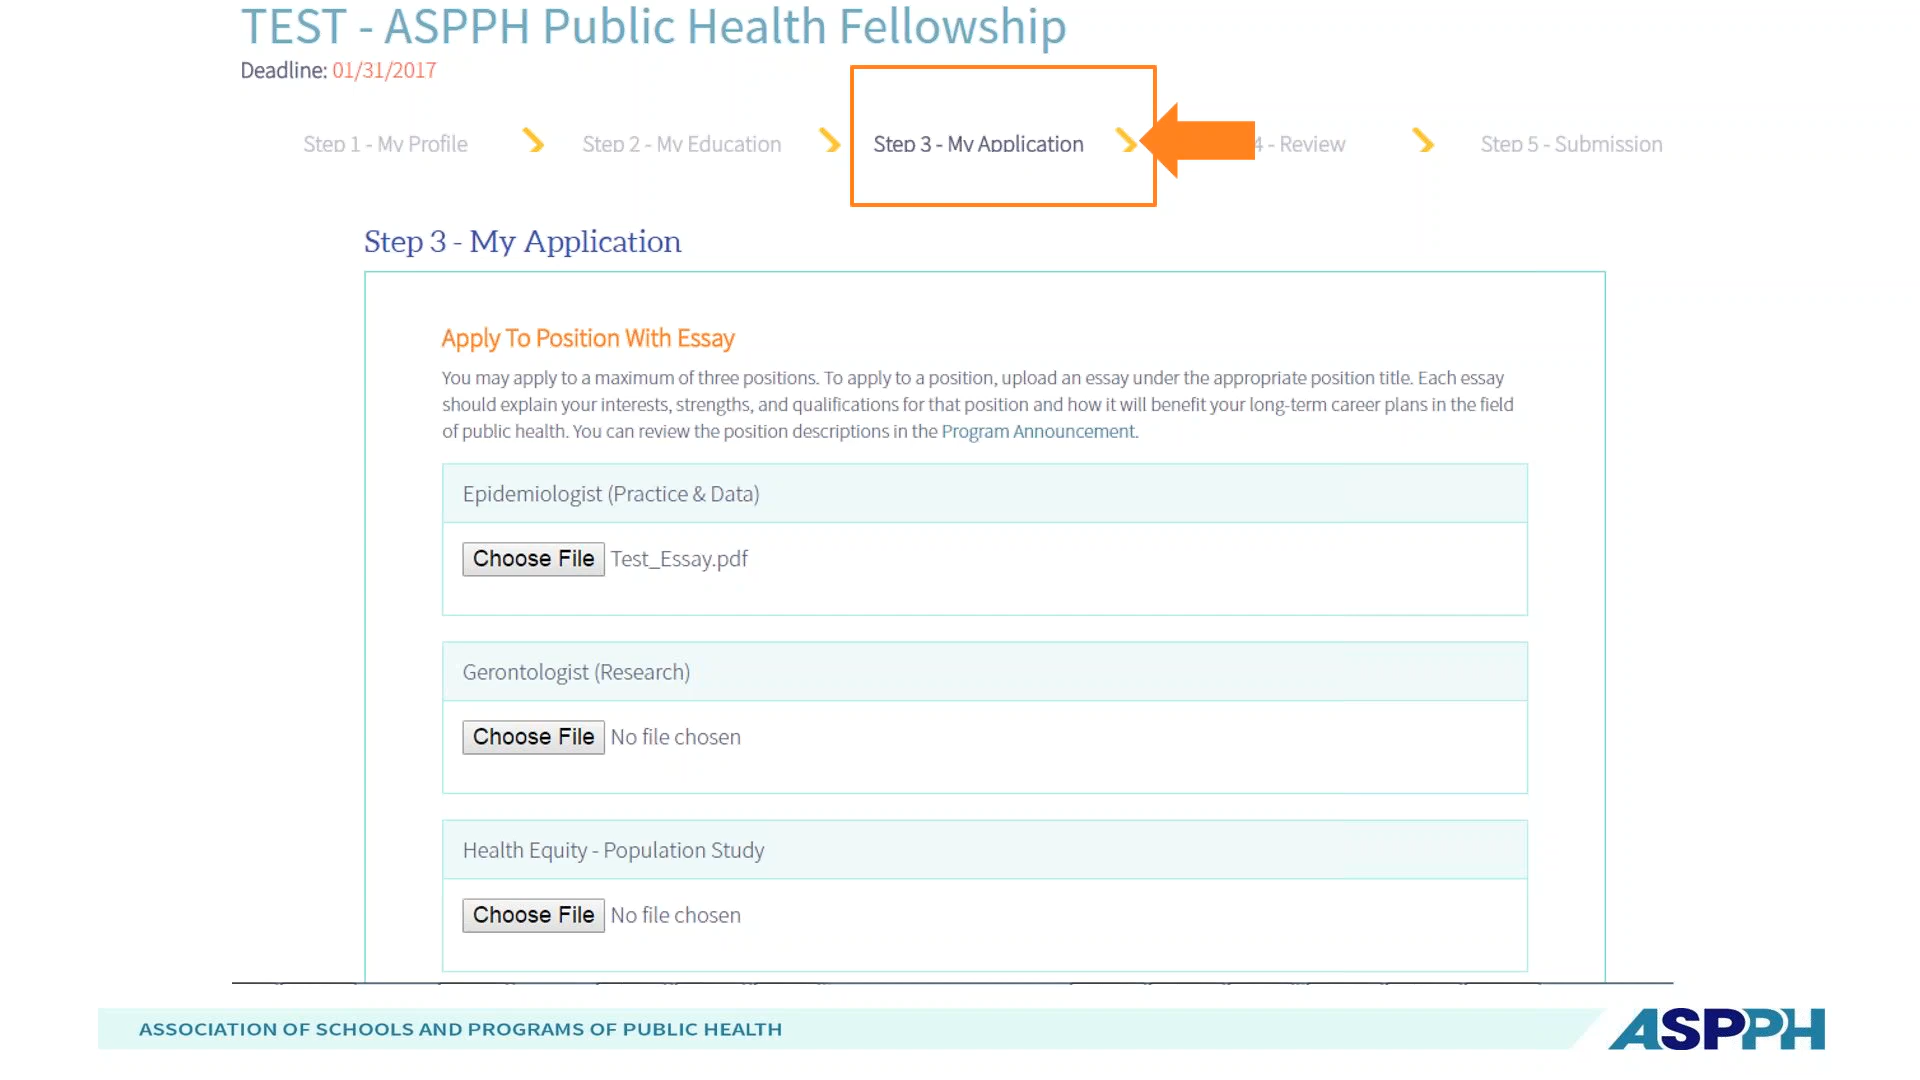 TEST - ASPPH Public Health Fellowship
Deadline: 01/31/2017
Step 1 - My Profile
Step 2 - My Education
Step 3 - My Application
4 - Review
Step 5 - Submission
Step 3 - My Application
Apply To Position With Essay
You may apply to a maximum of three positions. To apply to a position, upload an essay under the appropriate position title. Each essay
should explain your interests, strengths, and qualifications for that position and how it will benefit your long-term career plans in the field
of public health. You can review the position descriptions in the Program Announcement.
Epidemiologist (Practice & Data)
Choose File Test_Essay.pdf
Gerontologist (Research)
Choose File No file chosen
Health Equity - Population Study
Choose File No file chosen
ASSOCIATION OF SCHOOLS AND PROGRAMS OF PUBLIC HEALTH
ASPPH